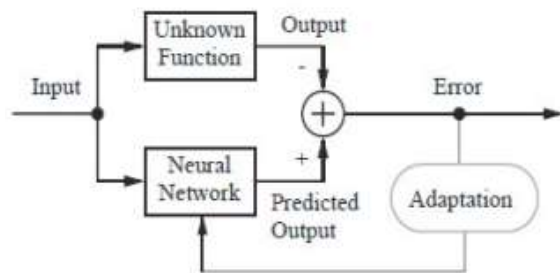 Unknown
Function
Output
-
Input
+
Error
+
Neural
Network
Predicted
Output
Adaptation